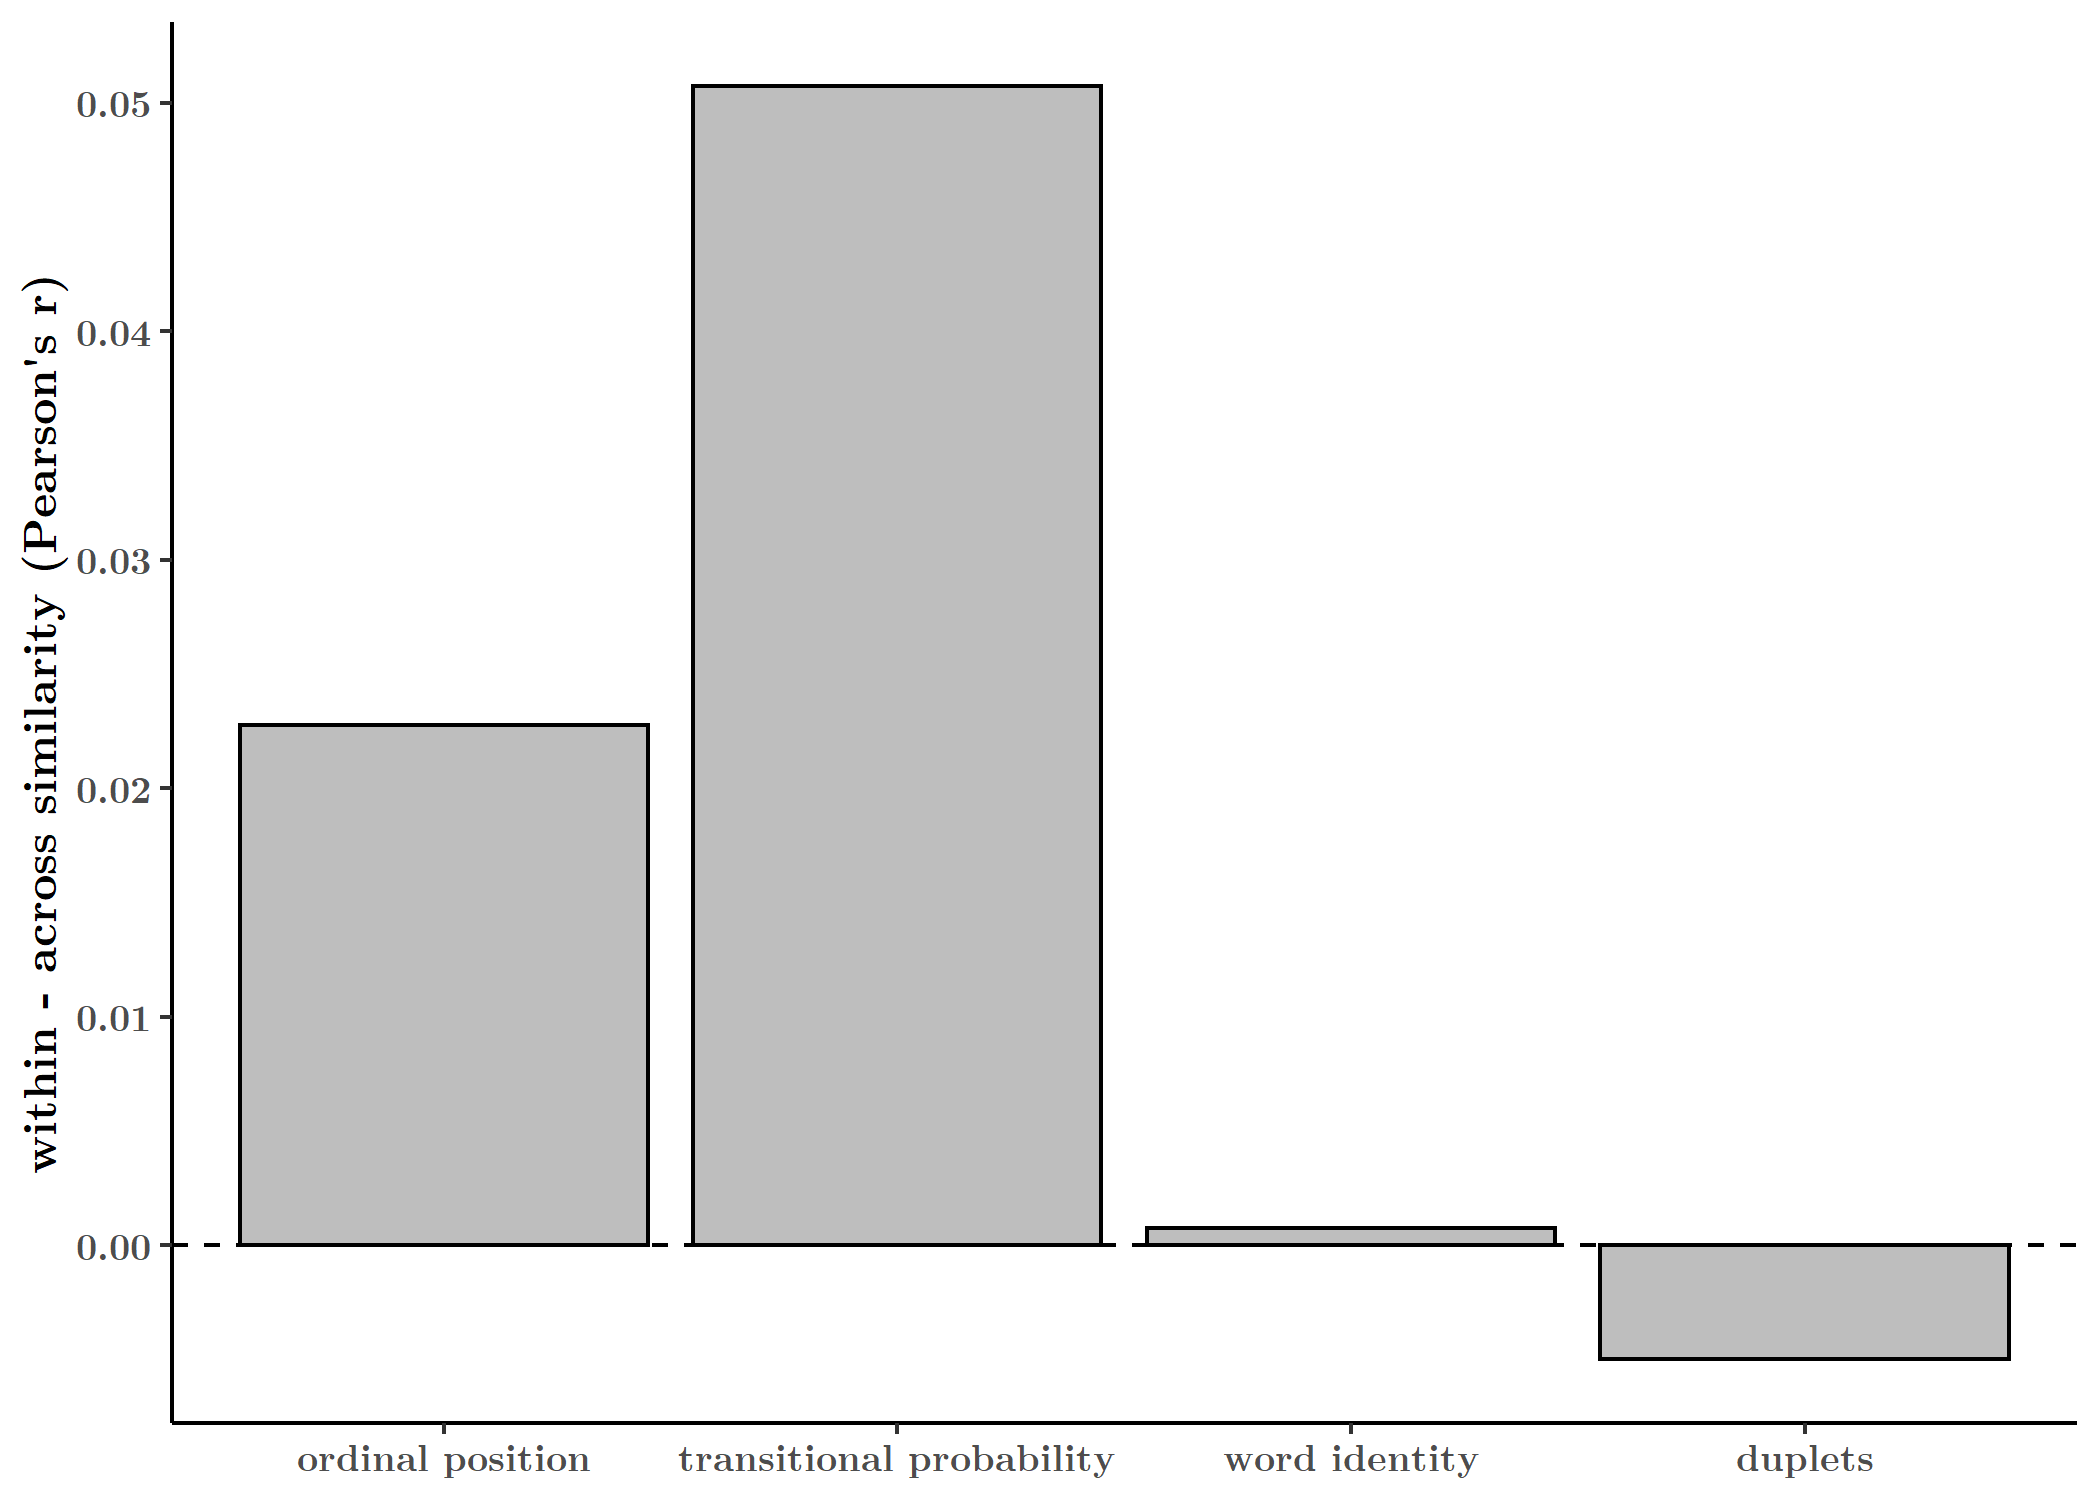 within - across similarity (Pearson's r)
0.05
0.04
0.03
0.02
0.01
0.00
ordinal position
transitional probability
word identity
duplets